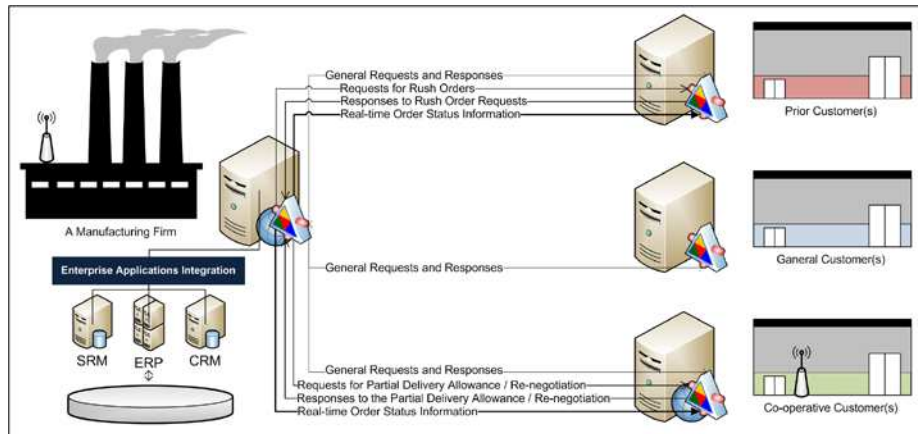 General Requests and Responses
Requests for Rush Orders
Responses to Rush Order Requests
Real-time Order Status Information
Prior Customer(s)
A Manufacturing Firm
Enterprise Applications Integration
SRM
ERP
CRM
General Requests and Responses
Ganeral Customer(s)
General Requests and Responses
Requests for Partial Delivery Allowance / Re-negotiation
Responses to the Partial Delivery Allowance / Re-negotiation
Real-time Order Status Information
Co-operative Customer(s)